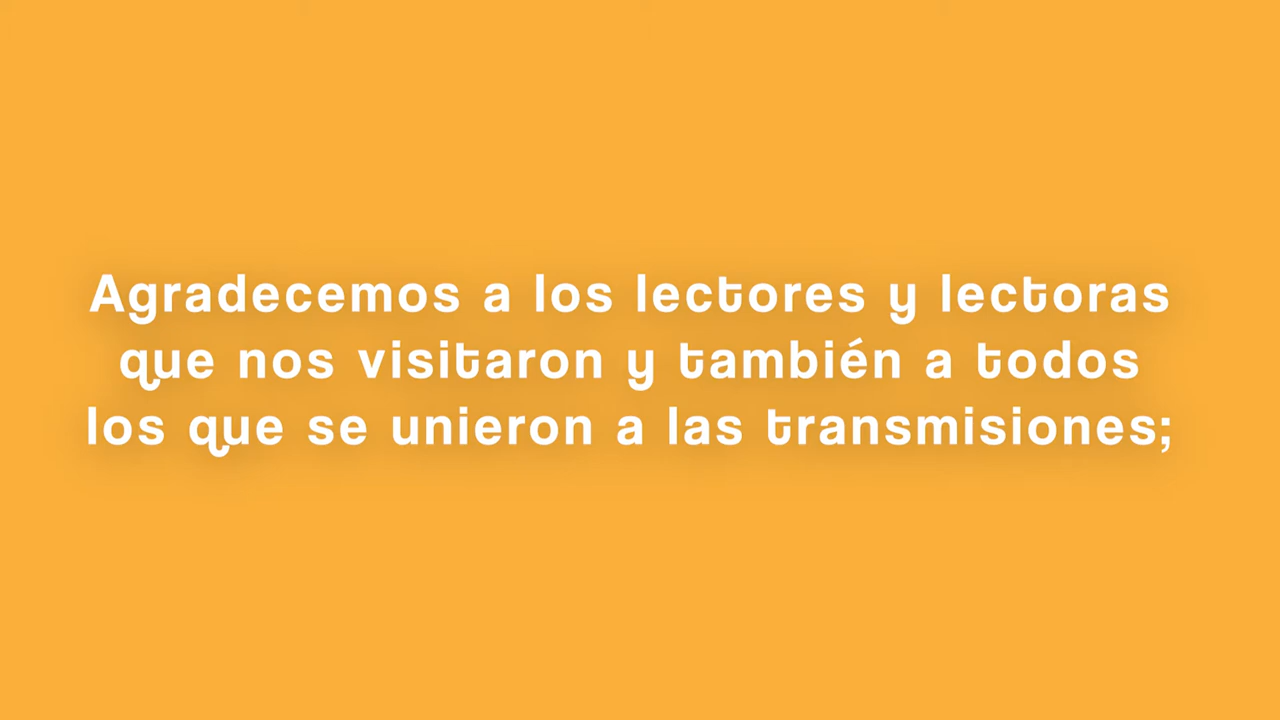 Agradecemos a los lectores y lectoras
que nos visitaron y también a todos
los que se unieron a las transmisiones;